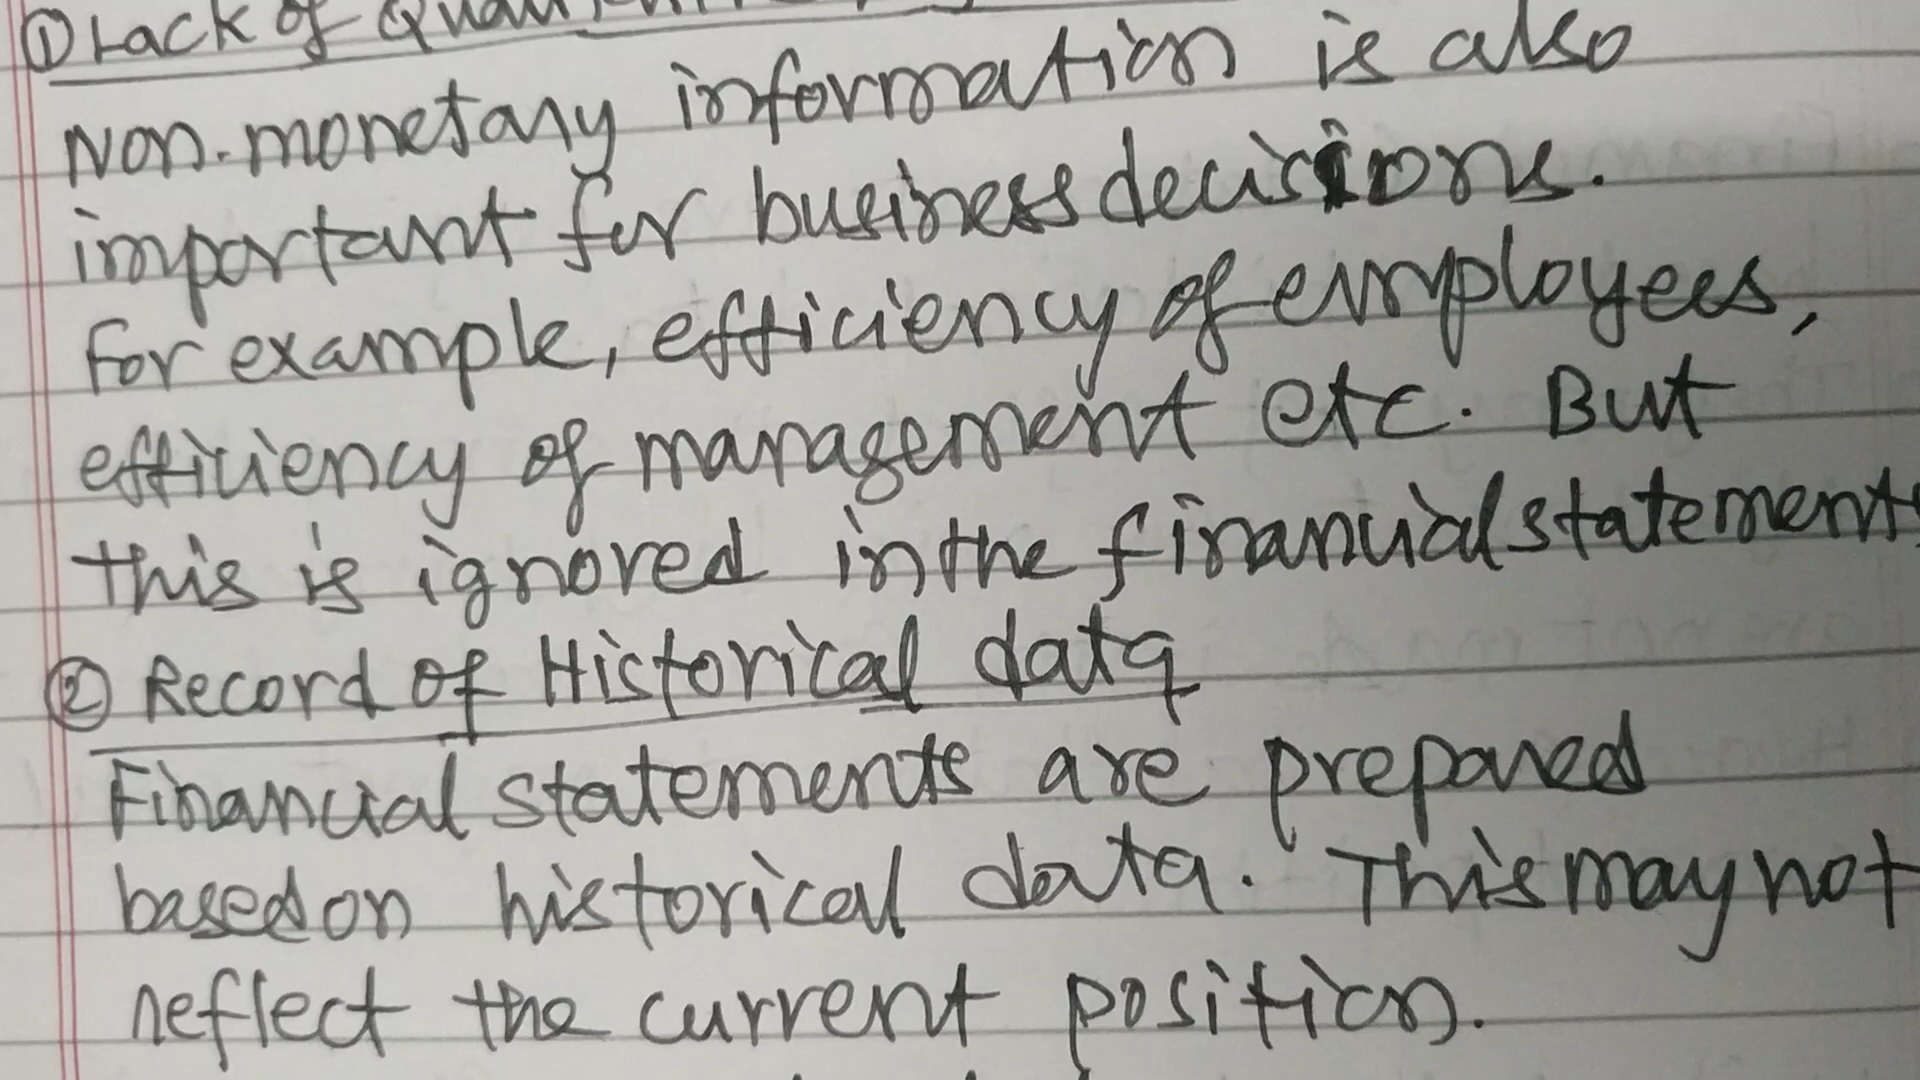 ① Lack of
Non-monetary information is also
important for business decisions.
For example, efficiency of employees,
efficiency of management etc. But
this is ignored in the financial statements
② Record of Historical data
Financial statements are prepared
based on historical data. This may not
reflect the current position.